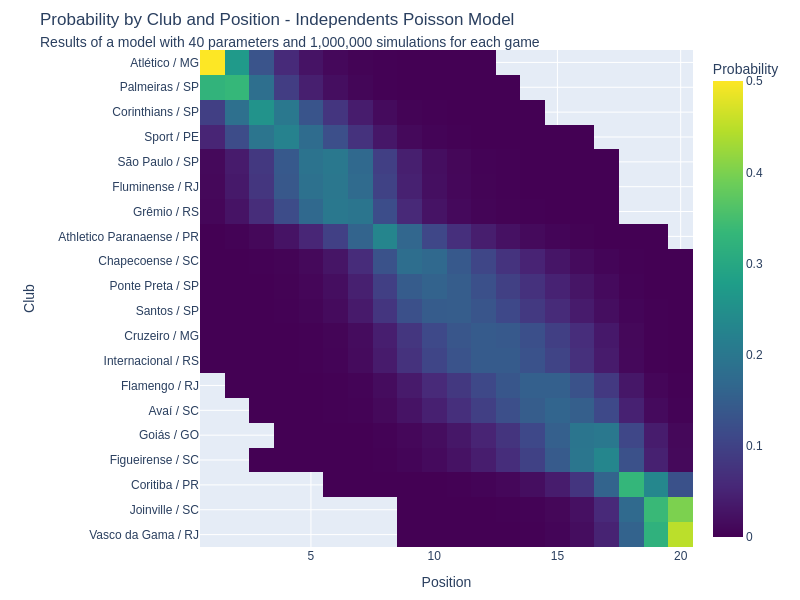 Probability by Club and Position - Independents Poisson Model
Results of a model with 40 parameters and 1,000,000 simulations for each game
Probability
Atlético / MG
Palmeiras / SP
Corinthians / SP
Sport / PE
São Paulo / SP
Fluminense / RJ
Grêmio / RS
Athletico Paranaense / PR
Chapecoense / SC
Ponte Preta / SP
Santos / SP
Cruzeiro / MG
Internacional / RS
Flamengo / RJ
Avaí / SC
Goiás / GO
Figueirense / SC
Coritiba / PR
Joinville / SC
Vasco da Gama / RJ
Club
5
10
15
20
Position
0.5
0.4
0.3
0.2
0.1
0